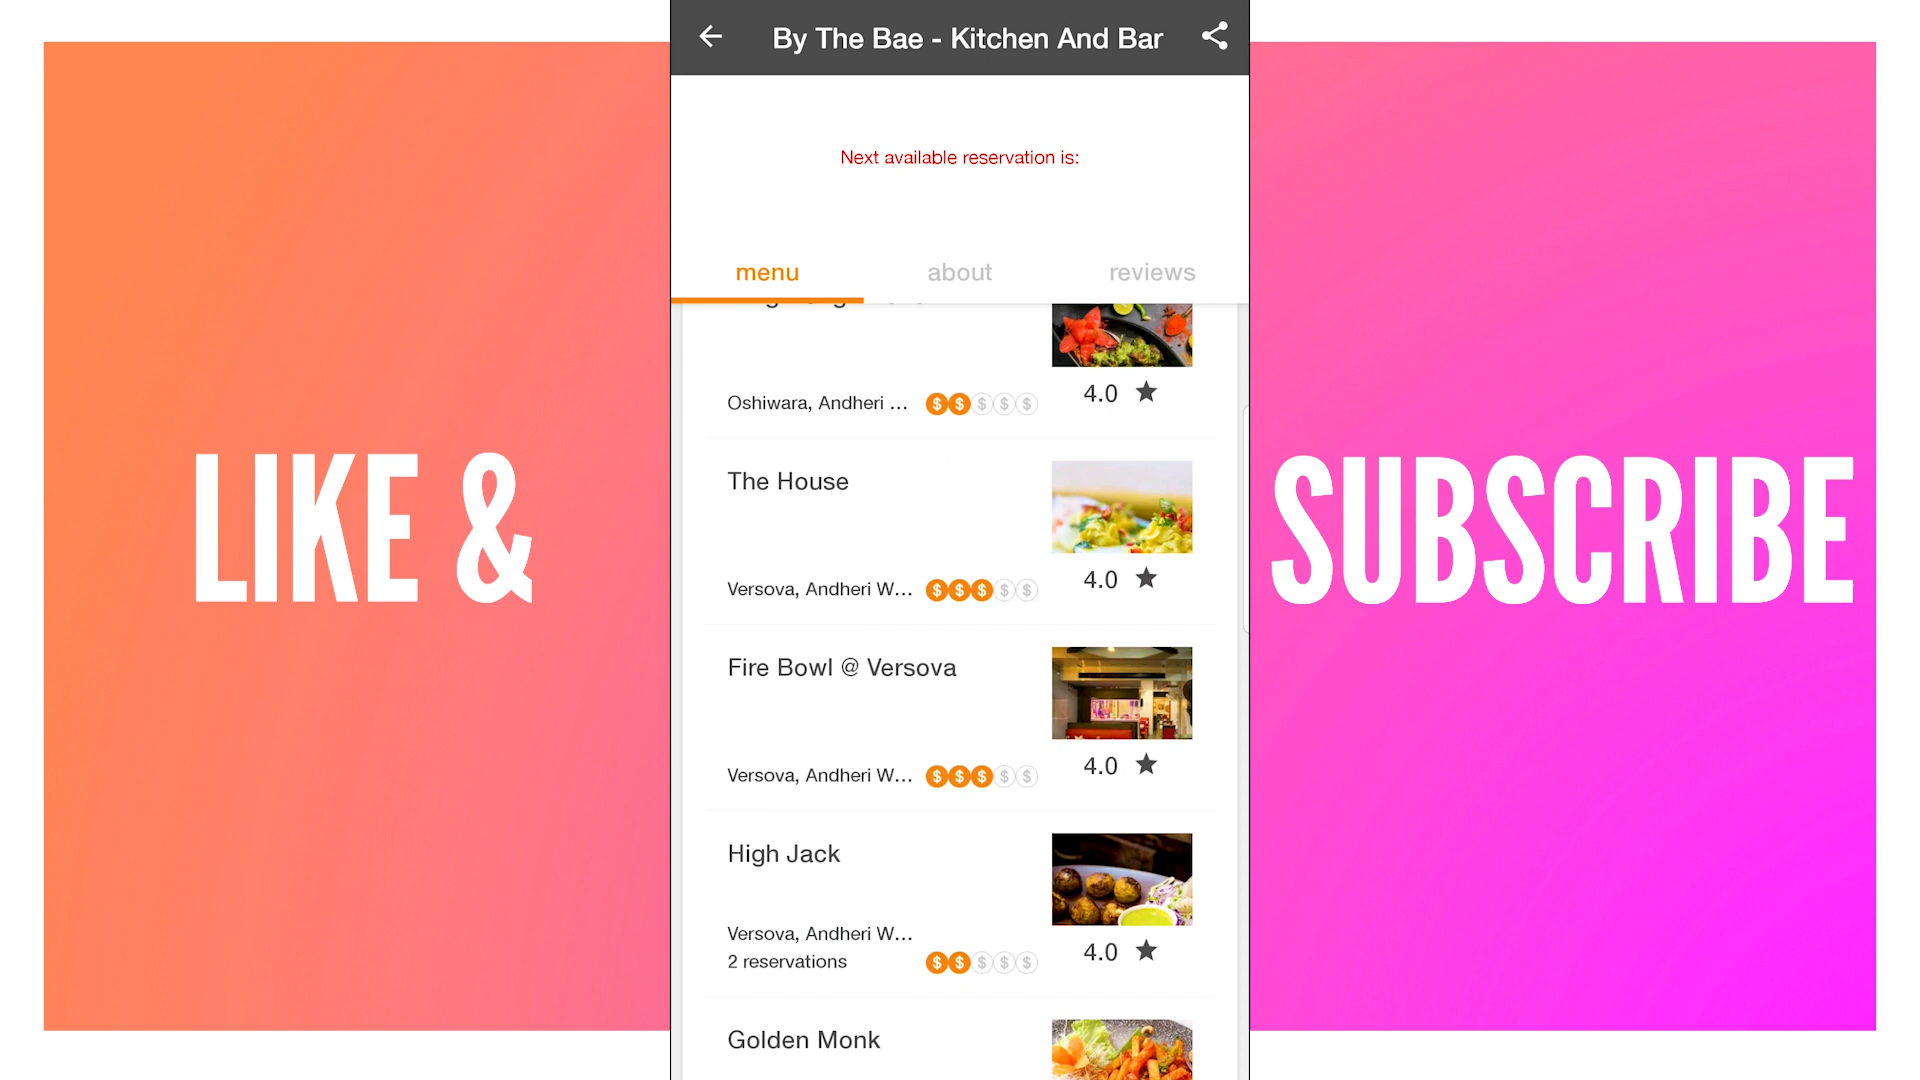 By The Bae - Kitchen And Bar
Next available reservation is:
menu
about
reviews
Oshiwara, Andheri ...
4.0
The House
Versova, Andheri W...
4.0
Fire Bowl @ Versova
Versova, Andheri W...
4.0
High Jack
Versova, Andheri W...
2 reservations
4.0
Golden Monk
LIKE &
SUBSCRIBE